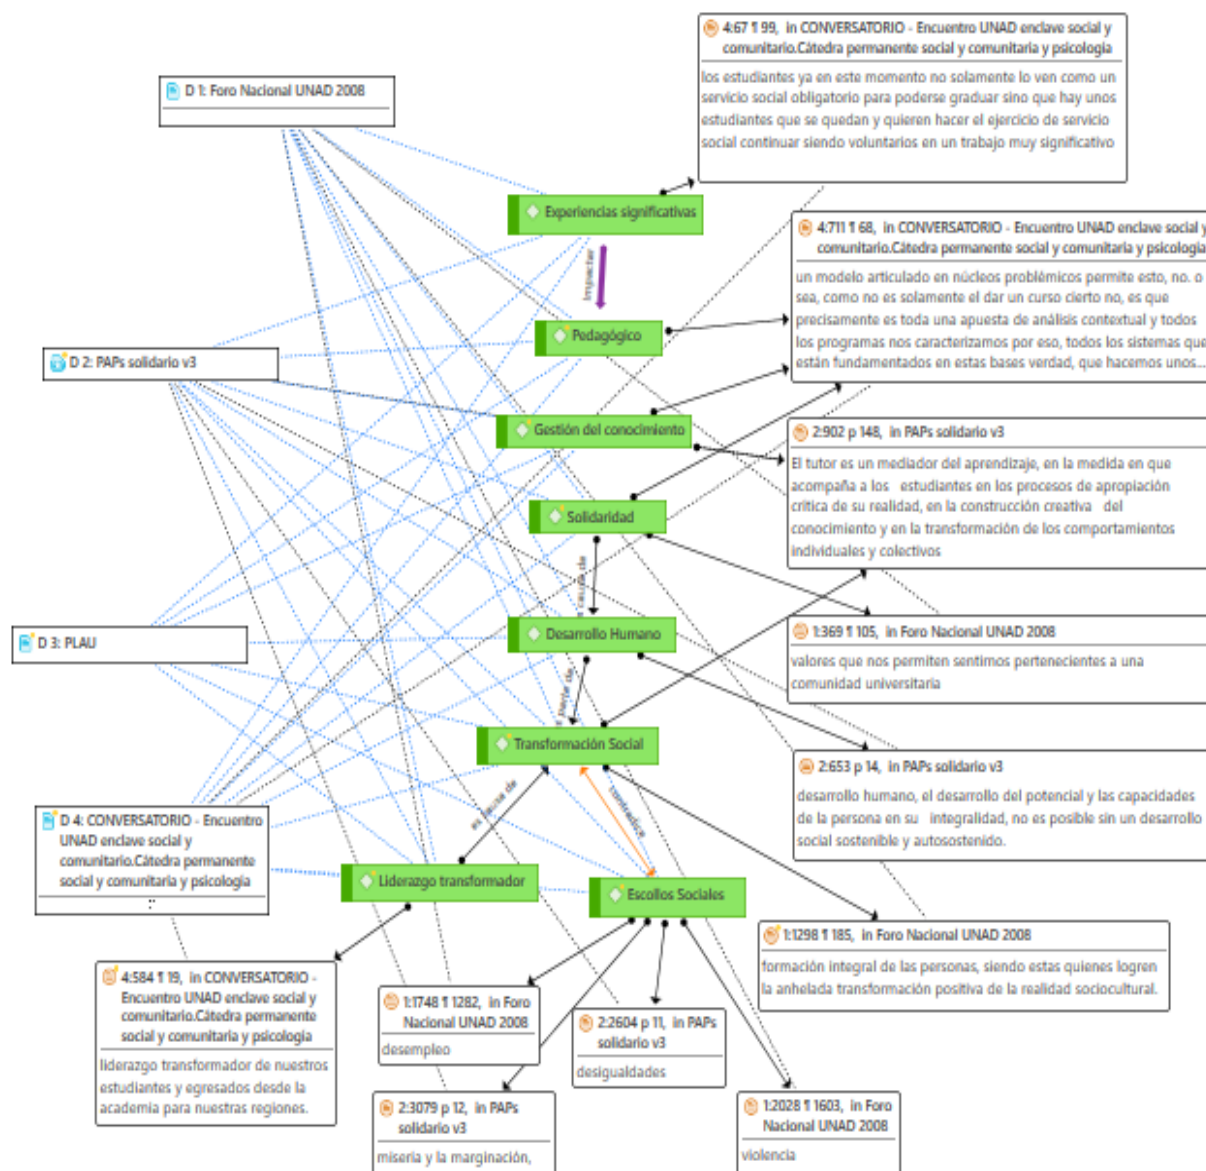 4:67 ¶ 99, in CONVERSATORIO - Encuentro UNAD enclave social y
comunitario.Cátedra permanente social y comunitaria y psicologia
los estudiantes ya en este momento no solamente lo ven como un
servicio social obligatorio para poderse graduar sino que hay unos
estudiantes que se quedan y quieren hacer el ejercicio de servicio
social continuar siendo voluntarios en un trabajo muy significativo
D 1: Foro Nacional UNAD 2008
Experiencias significativas
impacter
4:711 ¶ 68, in CONVERSATORIO - Encuentro UNAD enclave social y
comunitario.Cátedra permanente social y comunitaria y psicologia
un modelo articulado en núcleos problémicos permite esto, no. o
sea, como no es solamente el dar un curso cierto no, es que
precisamente es toda una apuesta de análisis contextual y todos
los programas nos caracterizamos por eso, todos los sistemas que
están fundamentados en estas bases verdad, que hacemos unos...
Pedagógico
D 2: PAPs solidario v3
Gestión del conocimiento
2:902 p 148, in PAPs solidario v3
El tutor es un mediador del aprendizaje, en la medida en que
acompaña a los estudiantes en los procesos de apropiación
critica de su realidad, en la construcción creativa del
conocimiento y en la transformación de los comportamientos
individuales y colectivos
Solidaridad
causa de
D 3: PLAU
Desarrollo Humano
1:369 ¶ 105, in Foro Nacional UNAD 2008
valores que nos permiten sentirnos pertenecientes a una
comunidad universitaria
parte de
Transformación Social
2:653 p 14, in PAPs solidario v3
desarrollo humano, el desarrollo del potencial y las capacidades
de la persona en su integralidad, no es posible sin un desarrollo
social sostenible y autosostenido.
es causa de
contradice
D 4: CONVERSATORIO - Encuentro
UNAD enclave social y
comunitario.Cátedra permanente
social y comunitaria y psicologia
Liderazgo transformador
Escollos Sociales
1:1298 ¶ 185, in Foro Nacional UNAD 2008
formación integral de las personas, siendo estas quienes logren
la anhelada transformación positiva de la realidad sociocultural.
4:584 ¶ 19, in CONVERSATORIO -
Encuentro UNAD enclave social y
comunitario.Cátedra permanente
social y comunitaria y psicologia
liderazgo transformador de nuestros
estudiantes y egresados desde la
academia para nuestras regiones.
1:1748 ¶ 1282, in Foro
Nacional UNAD 2008
desempleo
2:2604 p 11, in PAPs
solidario v3
desigualdades
2:3079 p 12, in PAPs
solidario v3
miseria y la marginación,
1:2028 ¶ 1603, in Foro
Nacional UNAD 2008
violencia